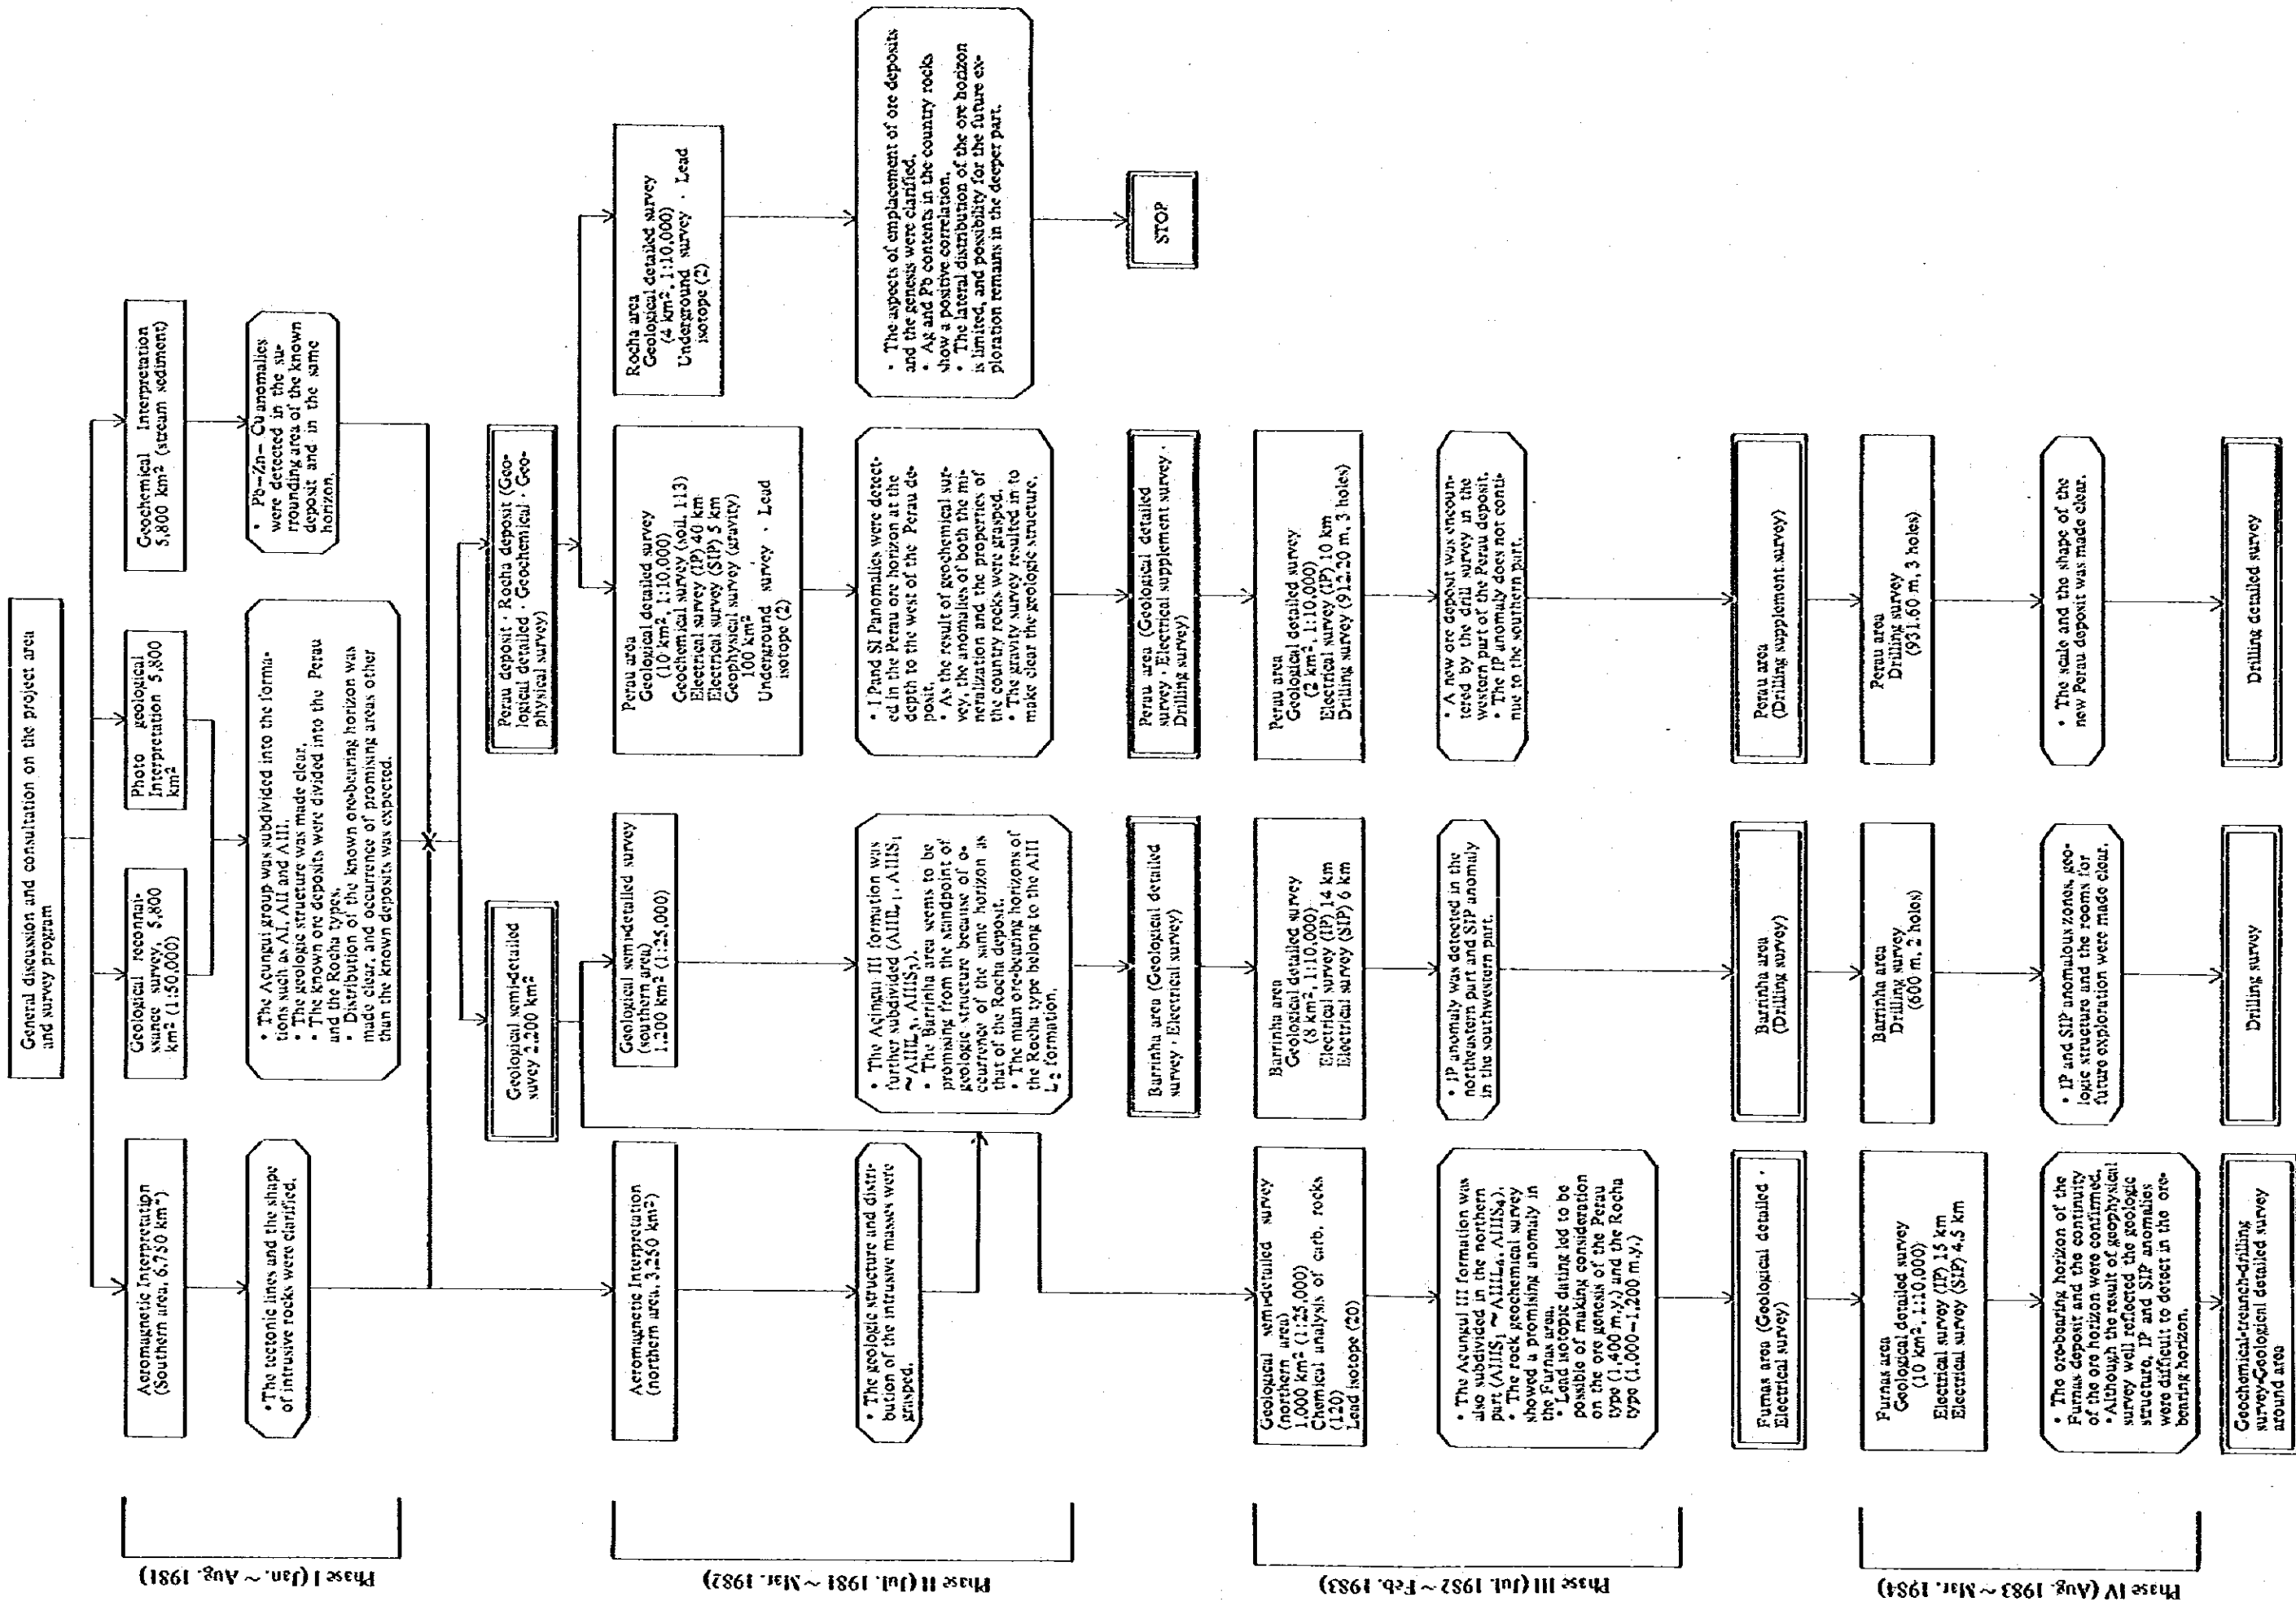 General discussion and consultation on the project area
and survey program
Aeromagnetic Interpretation
(Southern area, 6,750 km²)
Geological reconnai-
ssance survey, 5,800
km² (1:50,000)
Photo geological
Interpretation 5,800
km²
Geochemical Interpretation
5,800 km² (stream sediment)
• The tectonic lines and the shape
of intrusive rocks were clarified.
• The Açungui group was subdivided into the forma-
tions such as AI, AII and AIII.
• The geologic structure was made clear.
• The known ore deposits were divided into the Perau
and the Rocha types.
• Distribution of the known ore-bearing horizon was
made clear, and occurrence of promising areas other
than the known deposits was expected.
• Pb-Zn- Cu anomalies
were detected in the su-
rrounding area of the known
deposit and in the same
horizon.
Phase I (Jan. ~ Aug. 1981)
Geological semi-detailed
suvey 2,200 km²
Perau deposit · Rocha deposit (Geo-
logical detailed · Geochemical · Geo-
physical survey)
Aeromagnetic Interpretation
(northern area, 3,250 km²)
Geological semi-detailed survey
(southern area)
1,200 km² (1:25,000)
Perau area
Geological detailed survey
(10 km², 1:10,000)
Geochemical survey (soil, 113)
Electrical survey (IP) 40 km
Electrical survey (SIP) 5 km
Geophysical survey (gravity)
100 km²
Underground survey · Lead
isotope (2)
Rocha area
Geological detailed survey
(4 km², 1:10,000)
Underground survey · Lead
isotope (2)
• The geologic structure and distri-
bution of the intrusive masses were
grasped.
• The Açingui III formation was
further subdivided (AIIIL₁, AIIIS₁
~ AIIIL₃, AIIIS₃).
• The Barrinha area seems to be
promising from the standpoint of
geologic structure because of o-
ccurrence of the same horizon as
that of the Rocha deposit.
• The main ore-bearing horizons of
the Rocha type belong to the AIII
L₂ formation.
• I P and SI P anomalies were detect-
ed in the Perau ore horizon at the
depth to the west of the Perau de-
posit.
• As the result of geochemical sur-
vey, the anomalies of both the mi-
neralization and the properties of
the country rocks were grasped.
• The gravity survey resulted in to
make clear the geologic structure.
• The aspects of emplacement of ore deposits
and the genesis were clarified.
• Ag and Pb contents in the country rocks
show a positive correlation.
• The lateral distribution of the ore horizon
is limited, and possibility for the future ex-
ploration remains in the deeper part.
Phase II (Jul. 1981 ~ Mar. 1982)
Barrinha area (Geological detailed
survey · Electrical survey)
Perau area (Geological detailed
survey · Electrical supplement survey ·
Drilling survey)
STOP
Geological semi-detailed survey
(northern area)
1,000 km² (1:25,000)
Chemical analysis of carb. rocks
(120)
Lead isotope (20)
Barrinha area
Geological detailed survey
(8 km², 1:10,000)
Electrical survey (IP) 14 km
Electrical survey (SIP) 6 km
Perau area
Geological detailed survey
(2 km², 1:10,000)
Electrical survey (IP) 10 km
Drilling survey (912.20 m, 3 holes)
• The Açungui III formation was
also subdivided in the northern
part (AIIIS₁ ~ AIIIL₄, AIIIS₄).
• The rock geochemical survey
showed a promising anomaly in
the Furnas area.
• Lead isotopic dating led to be
possible of making consideration
on the ore genesis of the Perau
type (1,400 m.y.) and the Rocha
type (1,000–1,200 m.y.)
• IP anomaly was detected in the
northeastern part and SIP anomaly
in the southwestern part.
• A new ore deposit was encoun-
tered by the drill survey in the
western part of the Perau deposit.
• The IP anomaly does not conti-
nue to the southern part.
Phase III (Jul. 1982 ~ Feb. 1983)
Furnas area (Geological detailed ·
Electrical survey)
Barrinha area
(Drilling survey)
Perau area
(Drilling supplement survey)
Furnas area
Geological detailed survey
(10 km², 1:10,000)
Electrical survey (IP) 15 km
Electrical survey (SIP) 4.5 km
Barrinha area
Drilling survey
(600 m, 2 holes)
Perau area
Drilling survey
(931.60 m, 3 holes)
• The ore-bearing horizon of the
Furnas deposit and the continuity
of the ore horizon were confirmed.
• Although the result of geophysical
survey well reflected the geologic
structure, IP and SIP anomalies
were difficult to detect in the ore-
bearing horizon.
• IP and SIP anomalous zones, geo-
logic structure and the rooms for
future exploration were made clear.
• The scale and the shape of the
new Perau deposit was made clear.
Phase IV (Aug. 1983 ~ Mar. 1984)
Geochemical-treanch-drilling
survey-Geological detailed survey
around area
Drilling survey
Drilling detailed survey